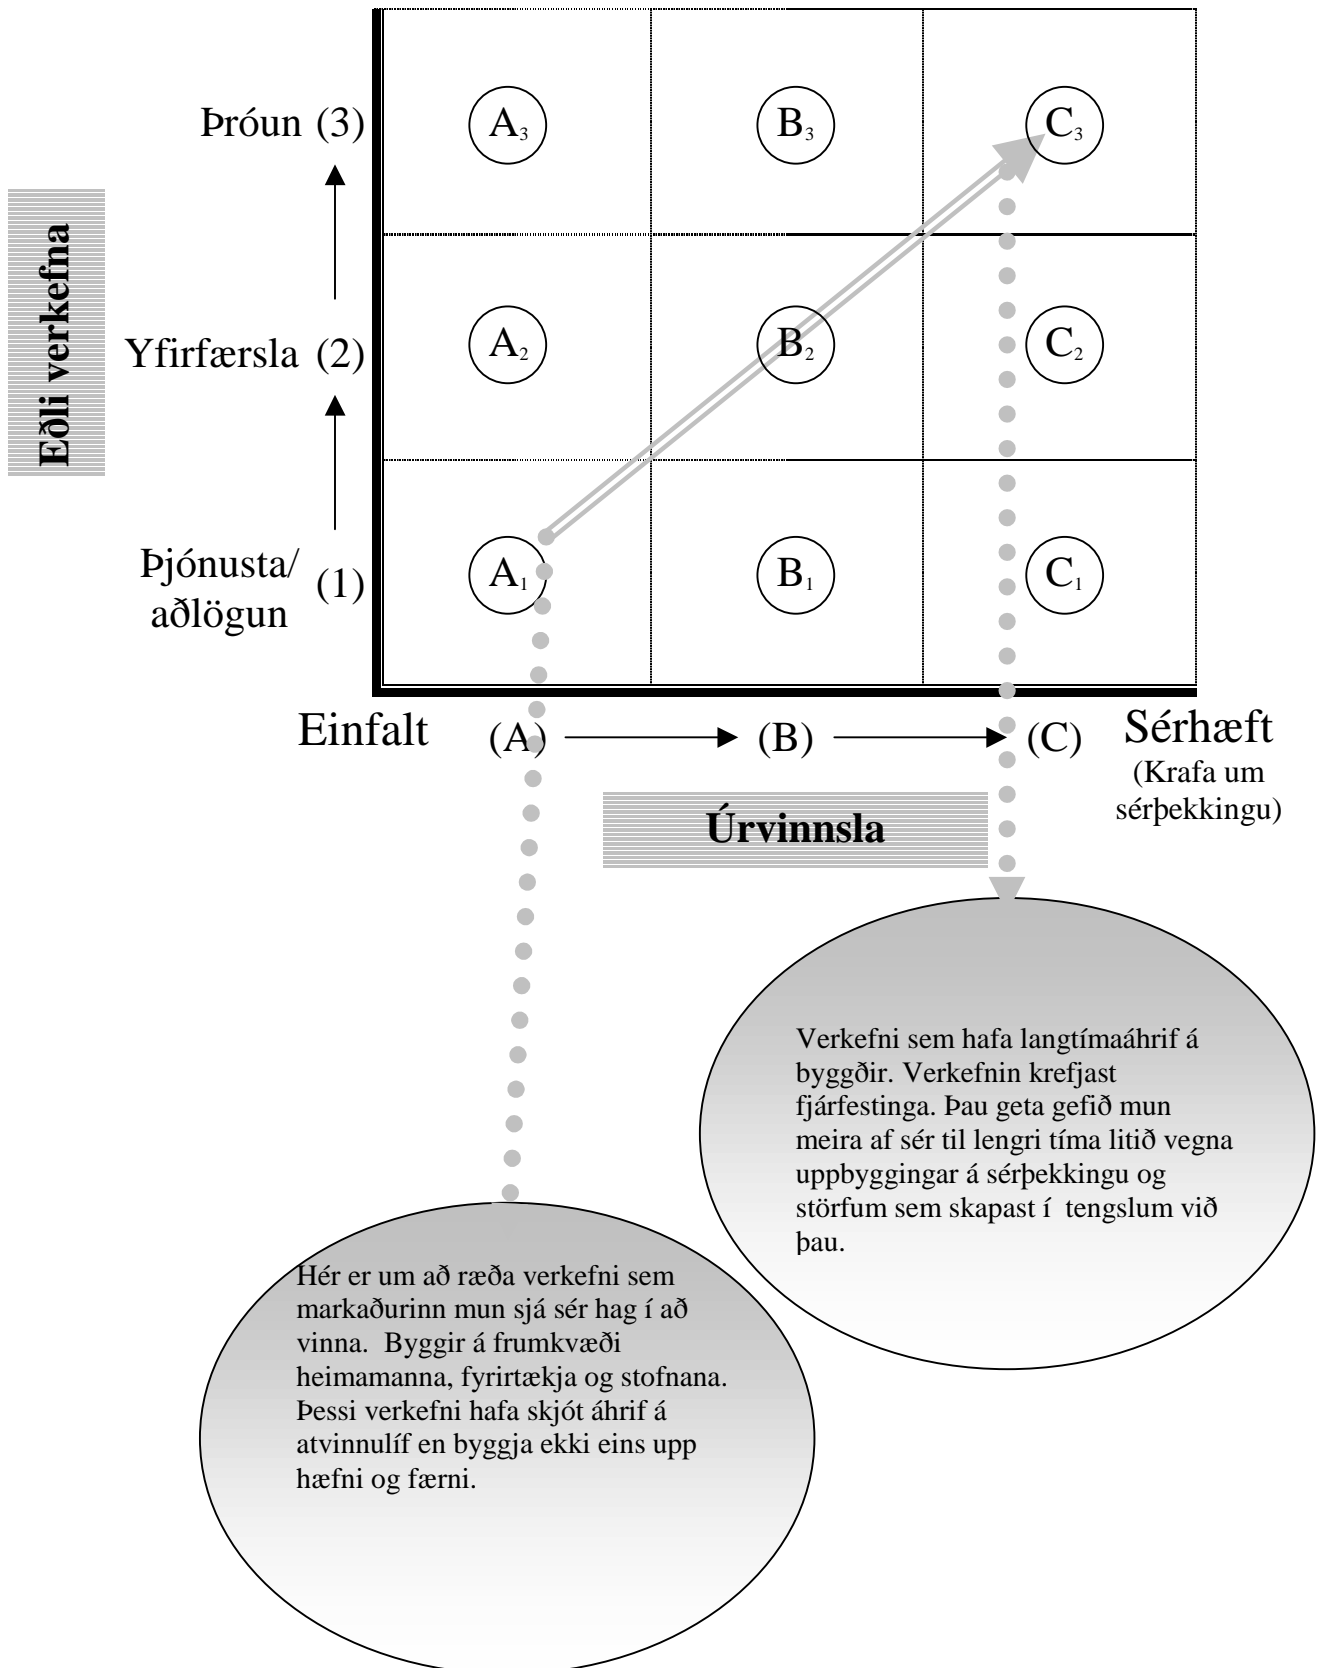 Þróun (3)
A3
B3
C3
Eðli verkefna
Yfirfærsla (2)
A2
B2
C2
Þjónusta/
aðlögun
(1)
A1
B1
C1
Einfalt
(A)
(B)
(C)
Sérhæft
(Krafa um
sérþekkingu)
Úrvinnsla
Verkefni sem hafa langtímaáhrif á
byggðir. Verkefnin krefjast
fjárfestinga. Þau geta gefið mun
meira af sér til lengri tíma litið vegna
uppbyggingar á sérþekkingu og
störfum sem skapast í tengslum við
þau.
Hér er um að ræða verkefni sem
markaðurinn mun sjá sér hag í að
vinna. Byggir á frumkvæði
heimamanna, fyrirtækja og stofnana.
Þessi verkefni hafa skjót áhrif á
atvinnulíf en byggja ekki eins upp
hæfni og færni.